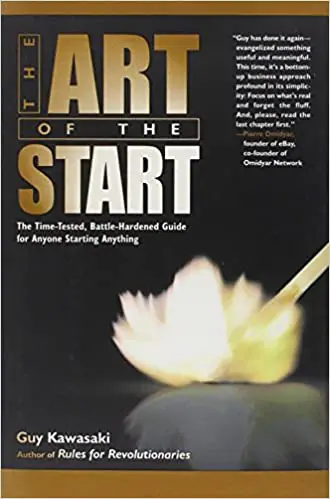 THE
ART
OF THE
START
The Time-Tested, Battle-Hardened Guide
for Anyone Starting Anything
"Guy has done it again—
evangelized something
useful and meaningful.
This time, it's a bottom-
up business approach
profound in its simplic-
ity: Focus on what's real
and forget the fluff.
And, please, read the
last chapter first."
—Pierre Omidyar,
founder of eBay,
co-founder of
Omidyar Network
Guy Kawasaki
Author of Rules for Revolutionaries